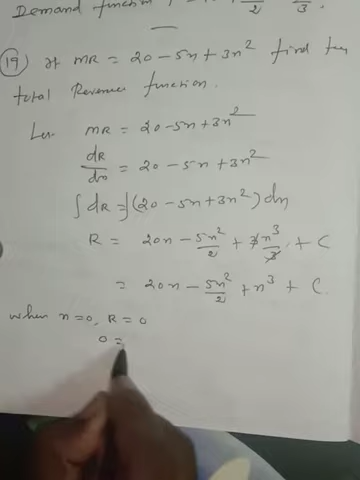 Demand function
2 3
(19) If MR = 20 - 5x + 3x² find the
total Revenue function.
Let MR = 20 - 5x + 3x²
dR/dx = 20 - 5x + 3x²
∫dR = ∫(20 - 5x + 3x²) dx
R = 20x - 5x²/2 + 3x³/3 + C
= 20x - 5x²/2 + x³ + C.
when x = 0, R = 0
0 =